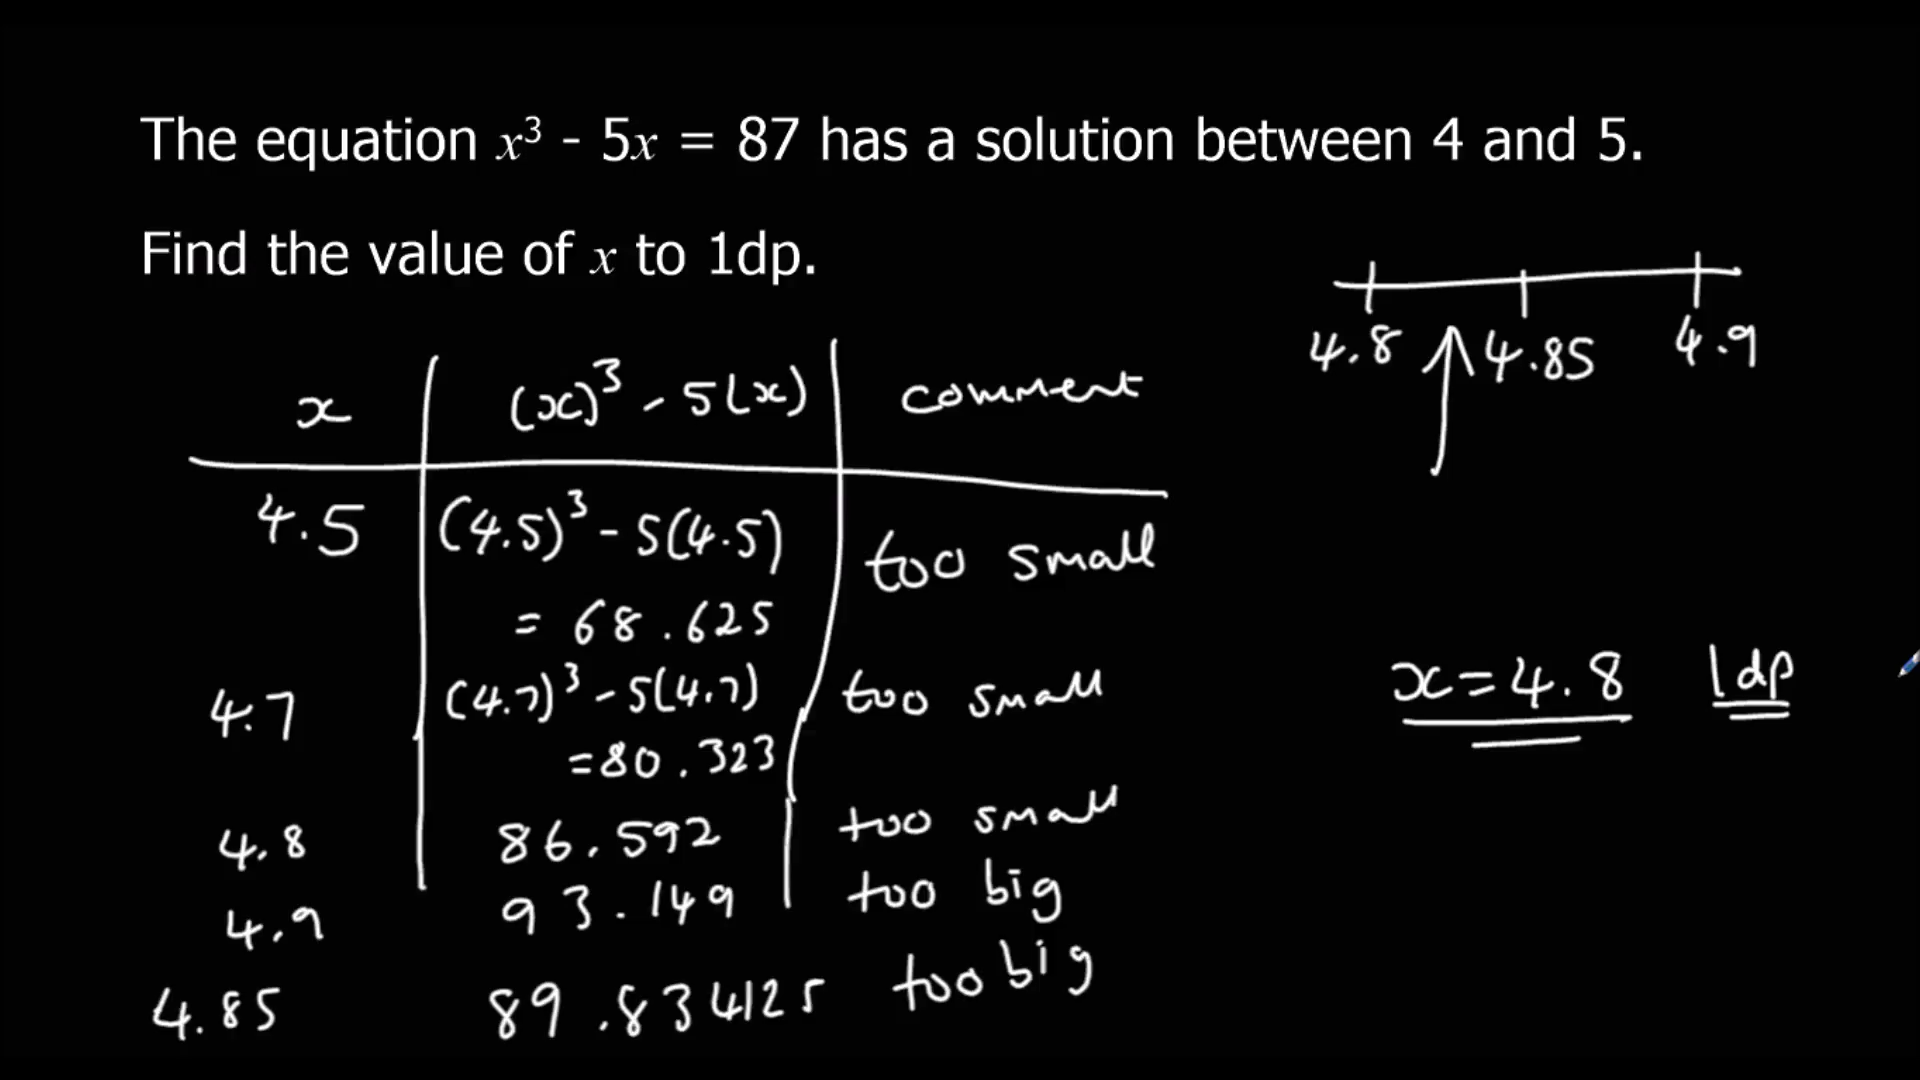 The equation x³ - 5x = 87 has a solution between 4 and 5.
Find the value of x to 1dp.
4.8 4.85 4.9
x (x)³ - 5(x) comment
4.5 (4.5)³ - 5(4.5) too small
= 68.625
4.7 (4.7)³ - 5(4.7) too small
= 80.323
x = 4.8 1dp
4.8 86.592 too small
4.9 93.149 too big
4.85 89.834125 too big